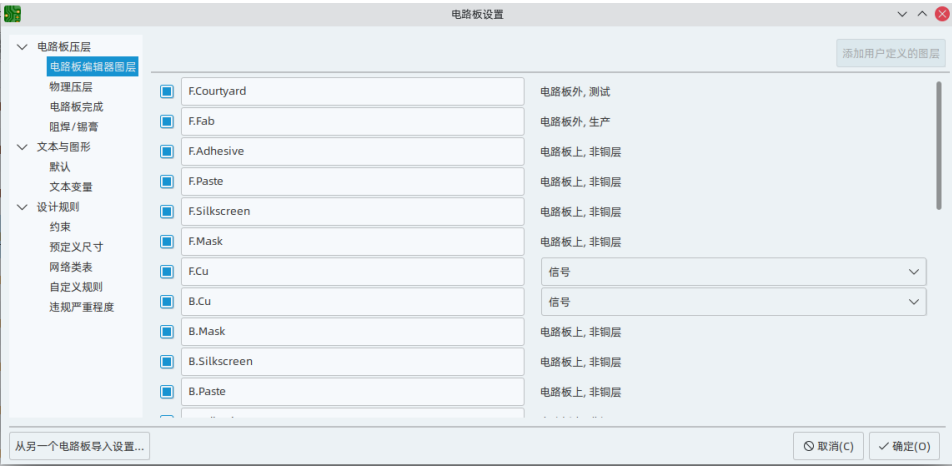 电路板设置
电路板压层
电路板编辑器图层
物理压层
电路板完成
阻焊/锡膏
文本与图形
默认
文本变量
设计规则
约束
预定义尺寸
网络类表
自定义规则
违规严重程度
添加用户定义的图层
F.Courtyard 电路板外, 测试
F.Fab 电路板外, 生产
F.Adhesive 电路板上, 非铜层
F.Paste 电路板上, 非铜层
F.Silkscreen 电路板上, 非铜层
F.Mask 电路板上, 非铜层
F.Cu 信号
B.Cu 信号
B.Mask 电路板上, 非铜层
B.Silkscreen 电路板上, 非铜层
B.Paste 电路板上, 非铜层
从另一个电路板导入设置... 取消(C) 确定(O)